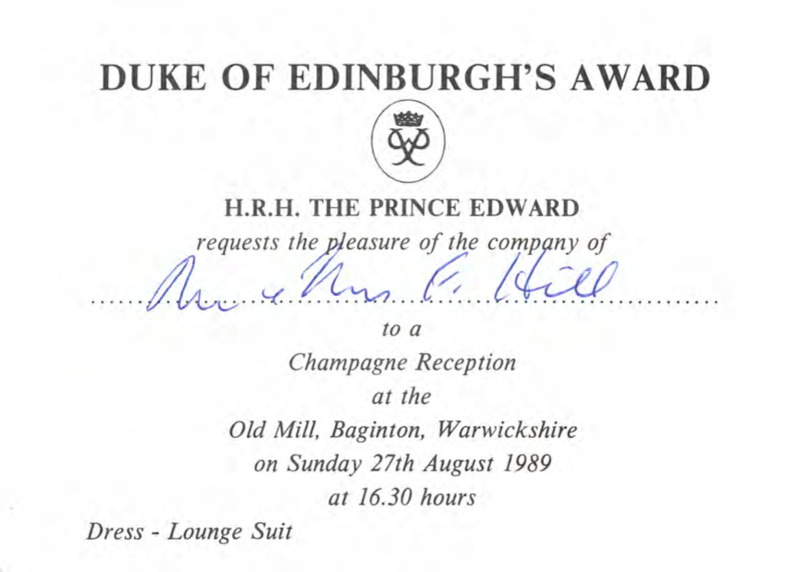 DUKE OF EDINBURGH'S AWARD
H.R.H. THE PRINCE EDWARD
requests the pleasure of the company of
Mr & Mrs F. Hill
to a
Champagne Reception
at the
Old Mill, Baginton, Warwickshire
on Sunday 27th August 1989
at 16.30 hours
Dress - Lounge Suit